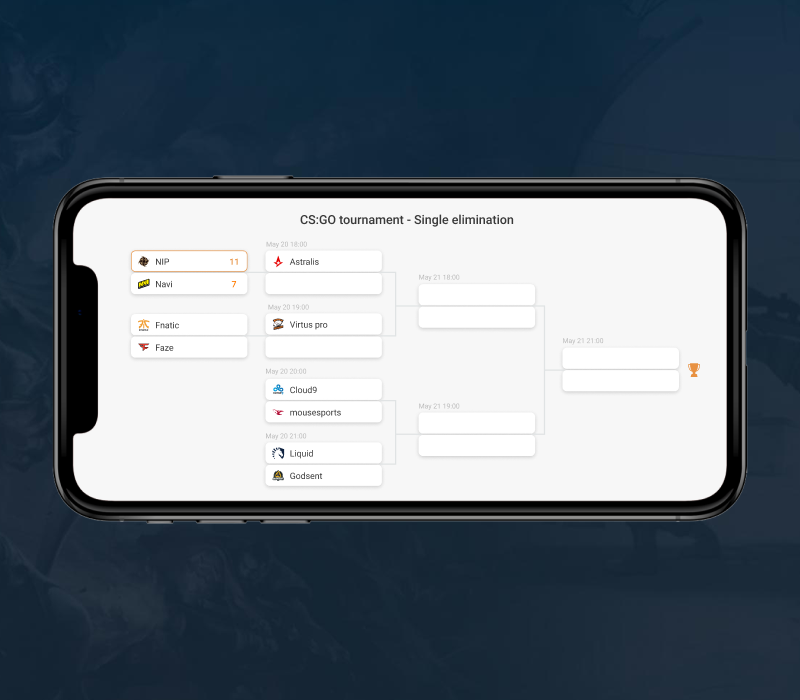 CS:GO tournament - Single elimination
NIP 11
Navi 7
Fnatic
Faze
May 20 18:00
Astralis
May 20 19:00
Virtus pro
May 20 20:00
Cloud9
mousesports
May 20 21:00
Liquid
Godsent
May 21 18:00
May 21 19:00
May 21 21:00